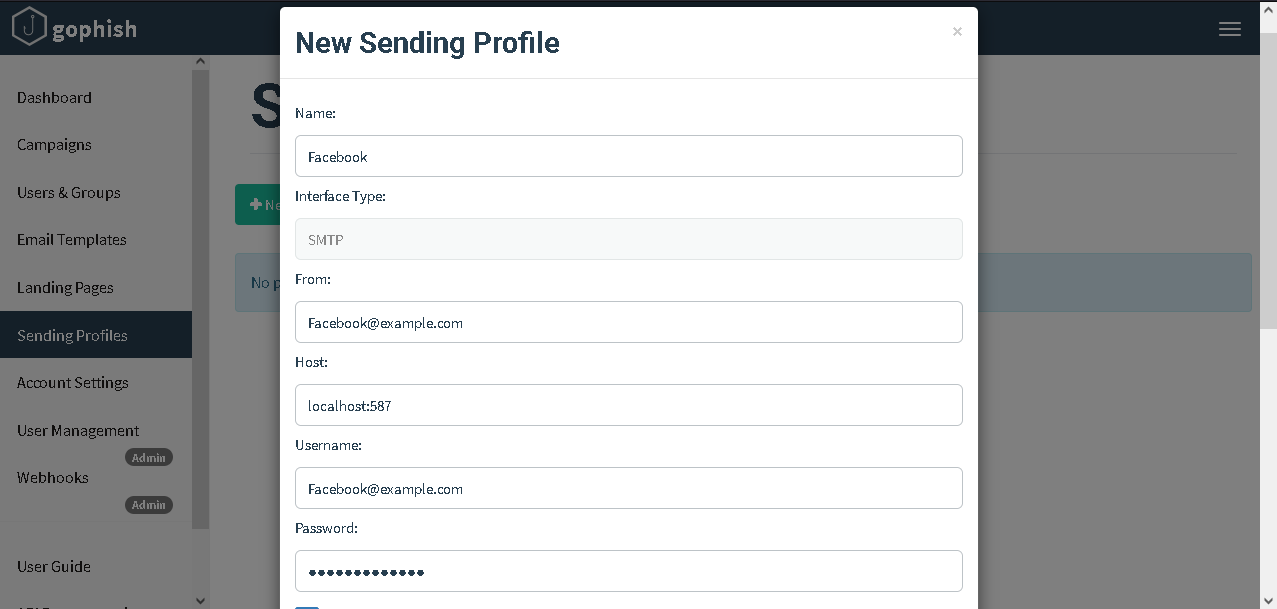 gophish
New Sending Profile
×
Dashboard
Campaigns
Users & Groups
Email Templates
Landing Pages
Sending Profiles
Account Settings
User Management
Admin
Webhooks
Admin
User Guide
S
Ne
No p
Name:
Facebook
Interface Type:
SMTP
From:
Facebook@example.com
Host:
localhost:587
Username:
Facebook@example.com
Password:
•••••••••••••